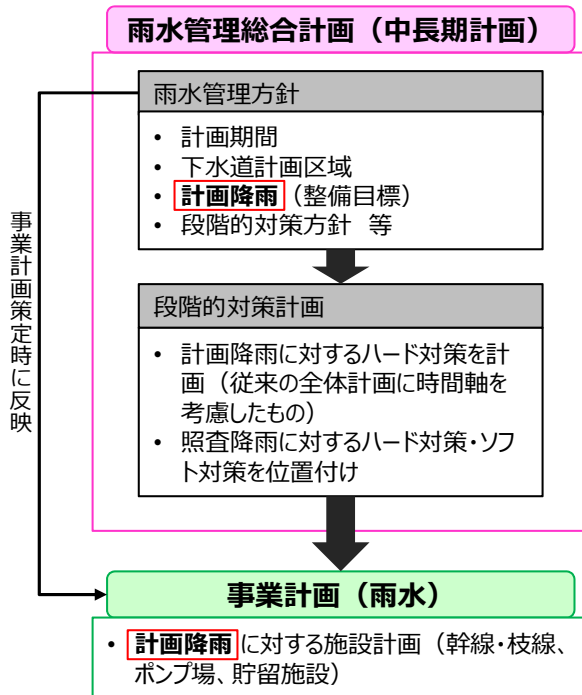 雨水管理総合計画（中長期計画）
雨水管理方針
• 計画期間
• 下水道計画区域
• 計画降雨（整備目標）
• 段階的対策方針　等
段階的対策計画
• 計画降雨に対するハード対策を計
画（従来の全体計画に時間軸を
考慮したもの）
• 照査降雨に対するハード対策・ソフ
ト対策を位置付け
事業計画策定時に反映
事業計画（雨水）
• 計画降雨に対する施設計画（幹線・枝線、
ポンプ場、貯留施設）